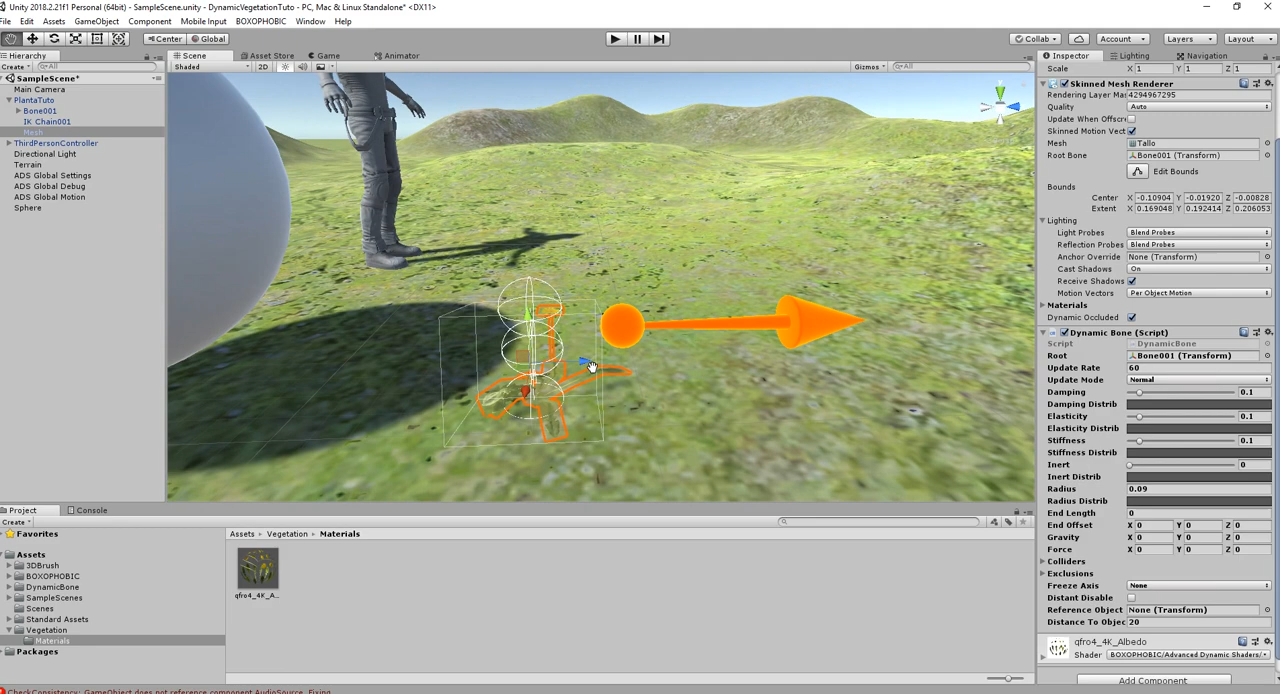 Unity 2018.2.21f1 Personal (64bit) - SampleScene.unity - DynamicVegetationTuto - PC, Mac & Linux Standalone* <DX11>
File Edit Assets GameObject Component Mobile Input BOXOPHOBIC Window Help
Center Global Collab Account Layers Layout
Hierarchy Scene Asset Store Game Animator Inspector Lighting Navigation
Create All Shaded 2D Gizmos All
Scale X 1 Y 1 Z 1
SampleScene*
Main Camera
PlantaTuto
Bone001
IK Chain001
Mesh
ThirdPersonController
Directional Light
Terrain
ADS Global Settings
ADS Global Debug
ADS Global Motion
Sphere
Skinned Mesh Renderer
Rendering Layer Mas 4294967295
Quality Auto
Update When Offscr
Skinned Motion Vect
Mesh Tallo
Root Bone Bone001 (Transform)
Edit Bounds
Bounds
Center X -0.10904 Y -0.01920 Z -0.00828
Extent X 0.169048 Y 0.192414 Z 0.206053
Lighting
Light Probes Blend Probes
Reflection Probes Blend Probes
Anchor Override None (Transform)
Cast Shadows On
Receive Shadows
Motion Vectors Per Object Motion
Materials
Dynamic Occluded
Dynamic Bone (Script)
Script DynamicBone
Root Bone001 (Transform)
Update Rate 60
Update Mode Normal
Damping 0.1
Damping Distrib
Elasticity 0.1
Elasticity Distrib
Stiffness 0.1
Stiffness Distrib
Inert 0
Inert Distrib
Radius 0.09
Radius Distrib
End Length 0
End Offset X 0 Y 0 Z 0
Gravity X 0 Y 0 Z 0
Force X 0 Y 0 Z 0
Colliders
Exclusions
Freeze Axis None
Distant Disable
Reference Object None (Transform)
Distance To Objec 20
qfro4_4K_Albedo
Shader BOXOPHOBIC/Advanced Dynamic Shaders/
Add Component
Project Console
Create
Favorites
Assets
3DBrush
BOXOPHOBIC
DynamicBone
SampleScenes
Scenes
Standard Assets
Vegetation
Materials
Packages
Assets Vegetation Materials
qfro4_4K_A...
CheckConsistency: GameObject does not reference component AudioSource. Fixing.